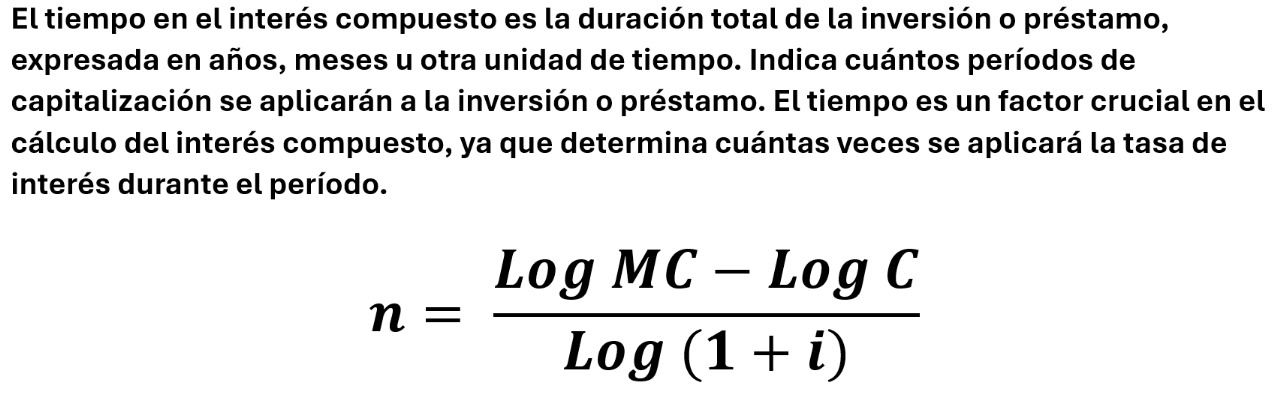 El tiempo en el interés compuesto es la duración total de la inversión o préstamo,
expresada en años, meses u otra unidad de tiempo. Indica cuántos períodos de
capitalización se aplicarán a la inversión o préstamo. El tiempo es un factor crucial en el
cálculo del interés compuesto, ya que determina cuántas veces se aplicará la tasa de
interés durante el período.
Log MC − Log C
n =
Log (1 + i)